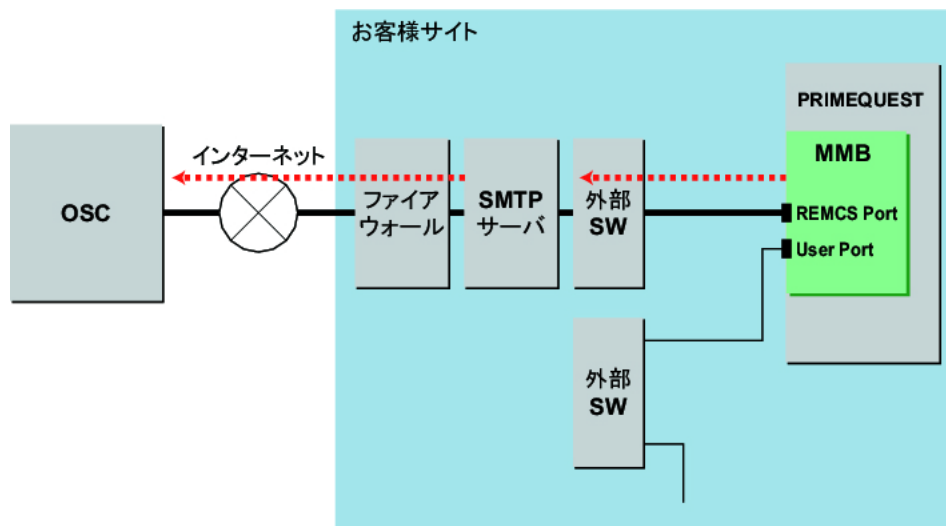 お客様サイト
PRIMEQUEST
MMB
インターネット
OSC
ファイア
ウォール
SMTP
サーバ
外部
SW
REMCS Port
User Port
外部
SW